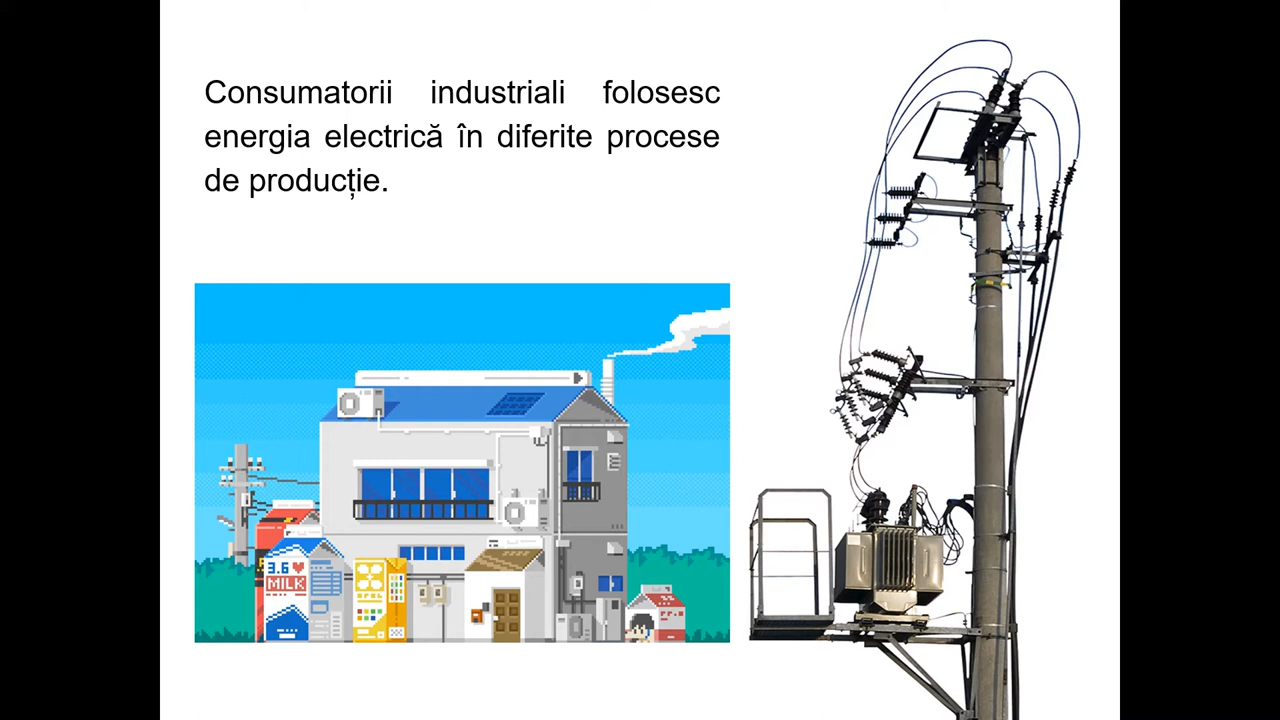 Consumatorii industriali folosesc
energia electrică în diferite procese
de producție.
3.6
MILK